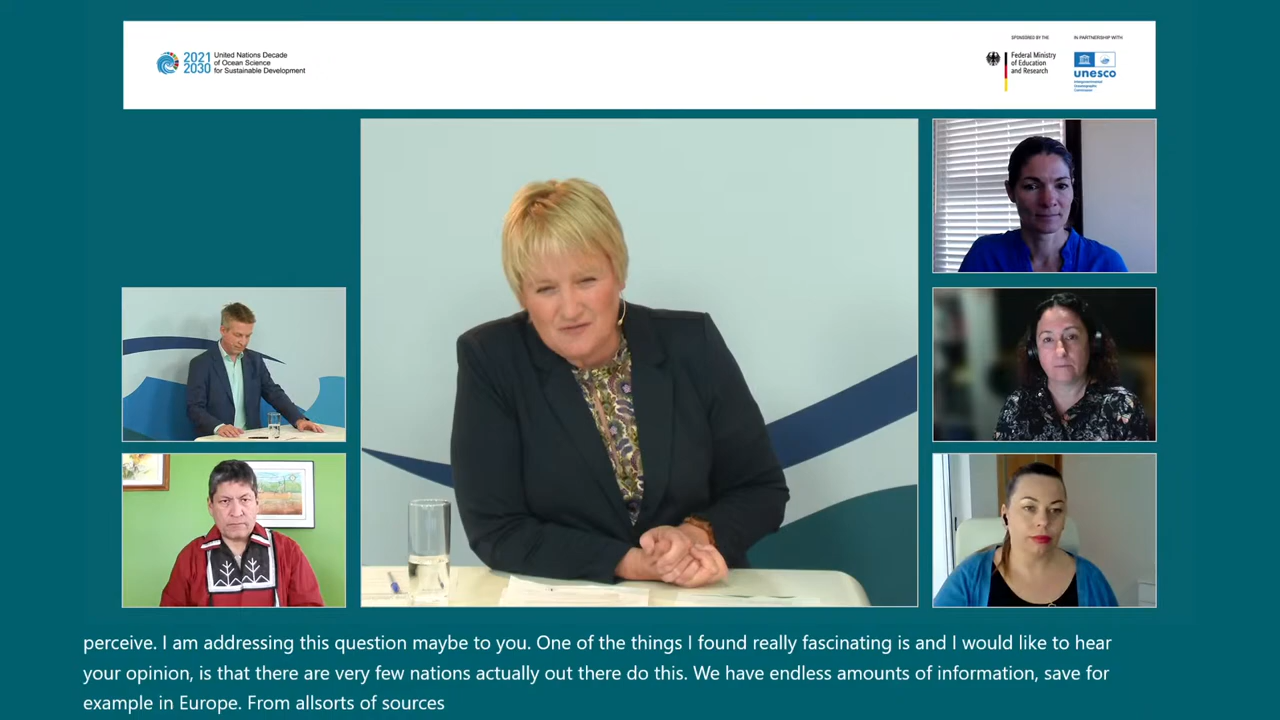 2021
2030
United Nations Decade
of Ocean Science
for Sustainable Development
SPONSORED BY THE
Federal Ministry
of Education
and Research
IN PARTNERSHIP WITH
unesco
Intergovernmental
Oceanographic
Commission
perceive. I am addressing this question maybe to you. One of the things I found really fascinating is and I would like to hear
your opinion, is that there are very few nations actually out there do this. We have endless amounts of information, save for
example in Europe. From allsorts of sources